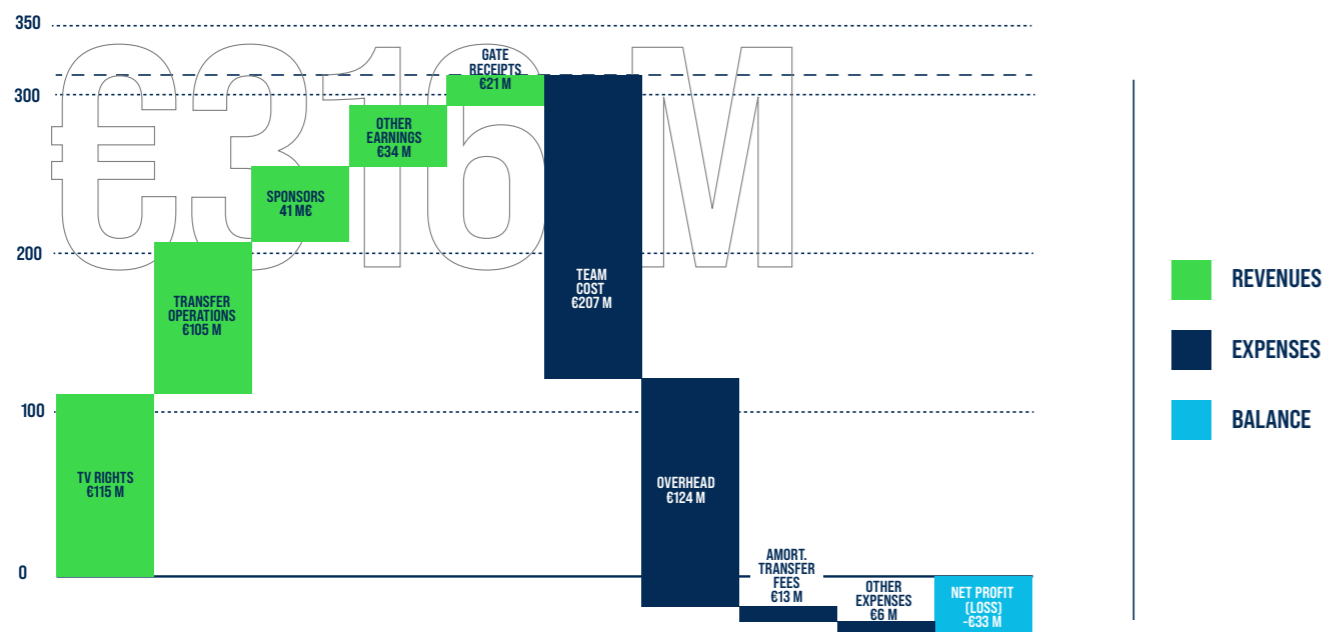 350
300
200
100
0
€316 M
TV RIGHTS
€115 M
TRANSFER
OPERATIONS
€105 M
SPONSORS
41 M€
OTHER
EARNINGS
€34 M
GATE
RECEIPTS
€21 M
TEAM
COST
€207 M
OVERHEAD
€124 M
AMORT.
TRANSFER
FEES
€13 M
OTHER
EXPENSES
€6 M
NET PROFIT
(LOSS)
-€33 M
REVENUES
EXPENSES
BALANCE